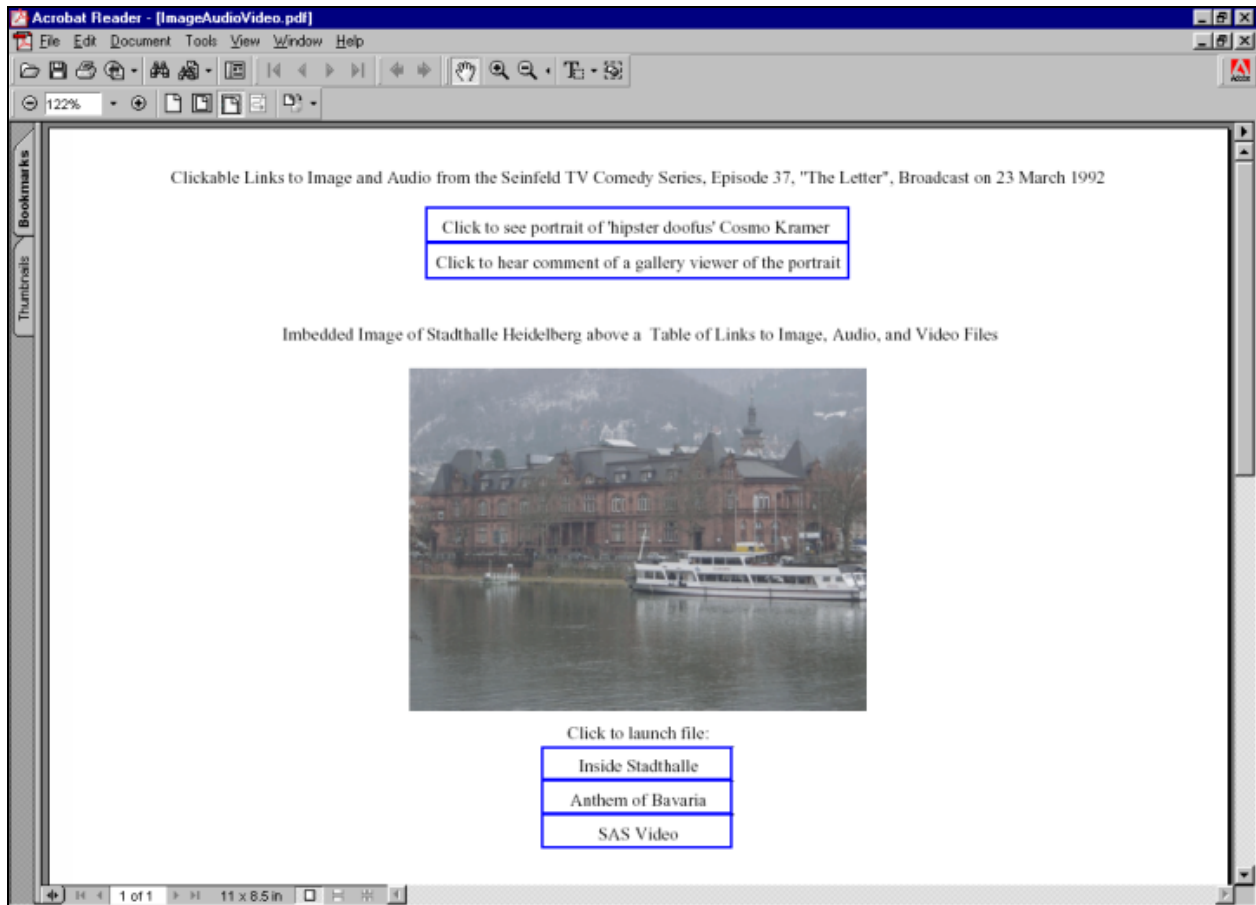 Acrobat Reader - [ImageAudioVideo.pdf]
File Edit Document Tools View Window Help
Adobe
122%
Bookmarks
Thumbnails
Clickable Links to Image and Audio from the Seinfeld TV Comedy Series, Episode 37, "The Letter", Broadcast on 23 March 1992
Click to see portrait of 'hipster doofus' Cosmo Kramer
Click to hear comment of a gallery viewer of the portrait
Imbedded Image of Stadthalle Heidelberg above a Table of Links to Image, Audio, and Video Files
Click to launch file:
Inside Stadthalle
Anthem of Bavaria
SAS Video
1 of 1 11 x 8.5 in